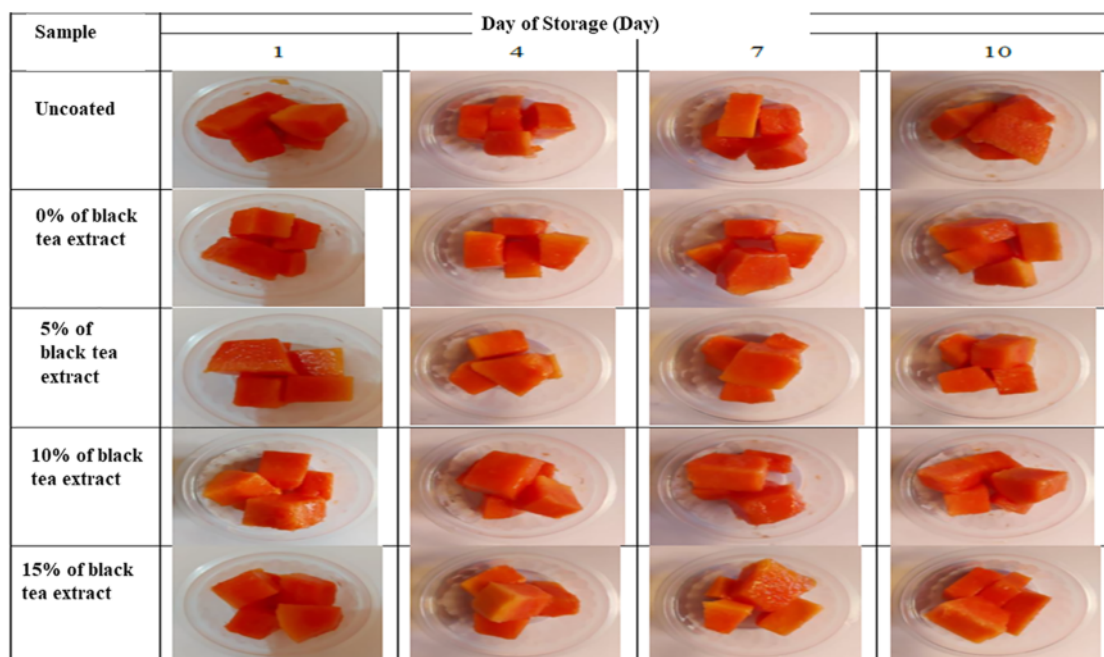 Sample
Day of Storage (Day)
1
4
7
10
Uncoated
0% of black
tea extract
5% of
black tea
extract
10% of black
tea extract
15% of black
tea extract